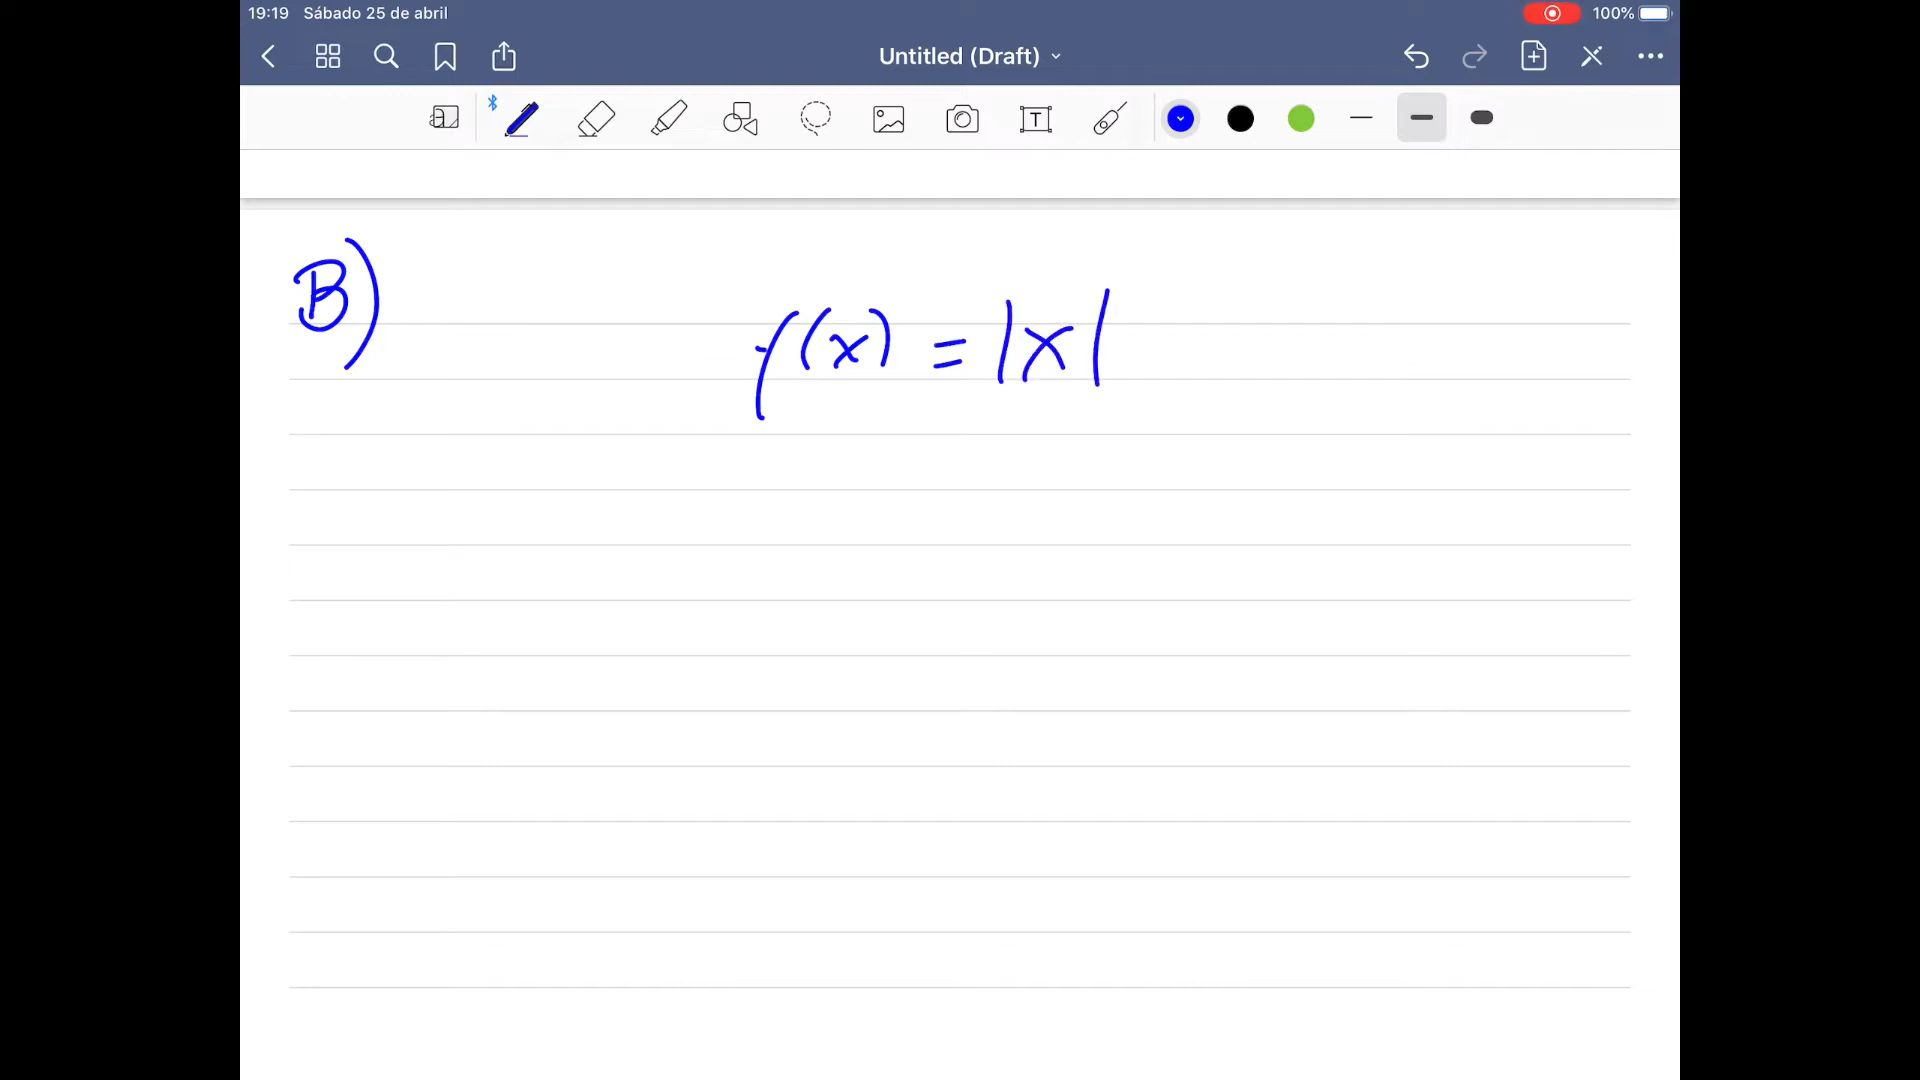 19:19 Sábado 25 de abril 100%
Untitled (Draft)
a T
B)
f(x) = |x|